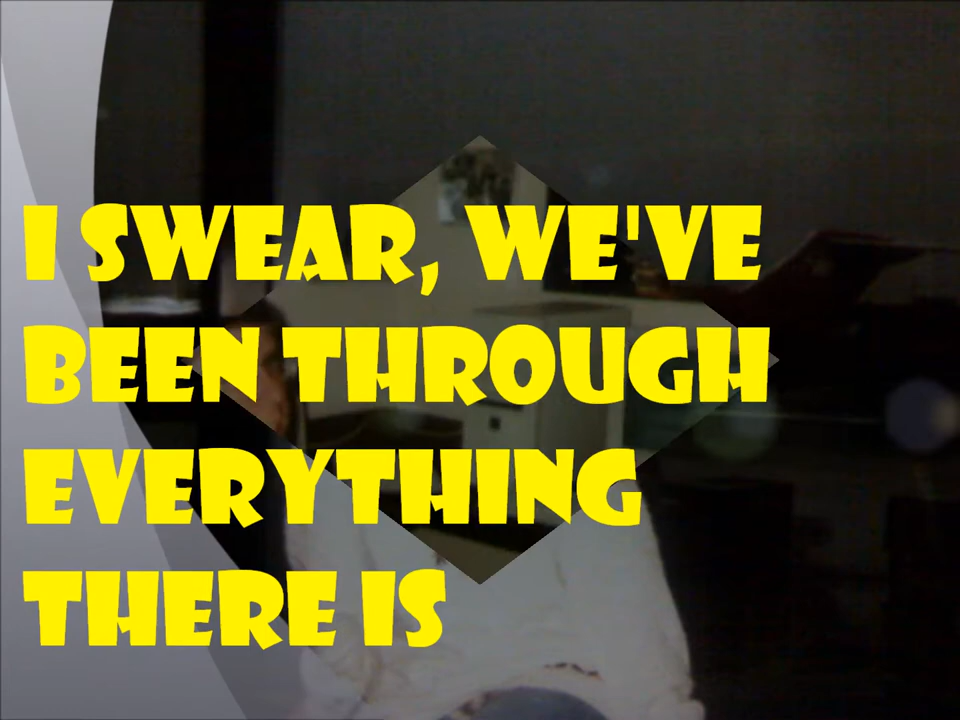 I SWEAR, WE'VE
BEEN THROUGH
EVERYTHING
THERE IS